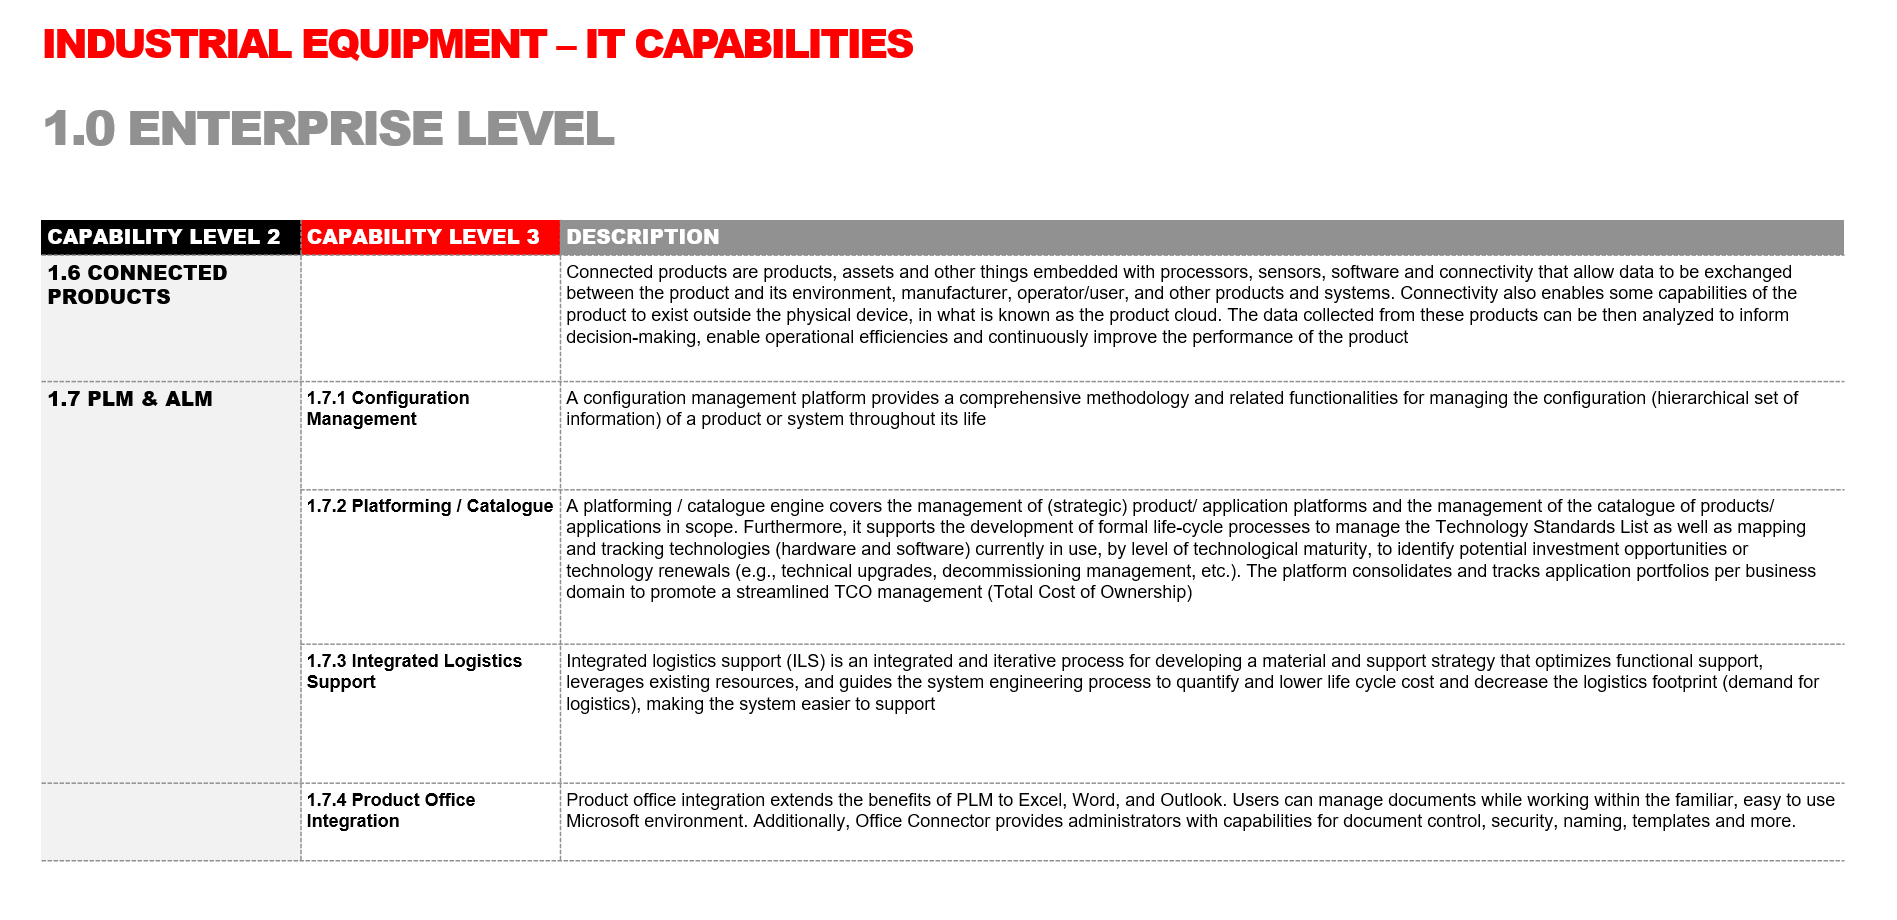 INDUSTRIAL EQUIPMENT – IT CAPABILITIES
1.0 ENTERPRISE LEVEL
CAPABILITY LEVEL 2
CAPABILITY LEVEL 3
DESCRIPTION
1.6 CONNECTED
PRODUCTS
Connected products are products, assets and other things embedded with processors, sensors, software and connectivity that allow data to be exchanged
between the product and its environment, manufacturer, operator/user, and other products and systems. Connectivity also enables some capabilities of the
product to exist outside the physical device, in what is known as the product cloud. The data collected from these products can be then analyzed to inform
decision-making, enable operational efficiencies and continuously improve the performance of the product
1.7 PLM & ALM
1.7.1 Configuration
Management
A configuration management platform provides a comprehensive methodology and related functionalities for managing the configuration (hierarchical set of
information) of a product or system throughout its life
1.7.2 Platforming / Catalogue
A platforming / catalogue engine covers the management of (strategic) product/ application platforms and the management of the catalogue of products/
applications in scope. Furthermore, it supports the development of formal life-cycle processes to manage the Technology Standards List as well as mapping
and tracking technologies (hardware and software) currently in use, by level of technological maturity, to identify potential investment opportunities or
technology renewals (e.g., technical upgrades, decommissioning management, etc.). The platform consolidates and tracks application portfolios per business
domain to promote a streamlined TCO management (Total Cost of Ownership)
1.7.3 Integrated Logistics
Support
Integrated logistics support (ILS) is an integrated and iterative process for developing a material and support strategy that optimizes functional support,
leverages existing resources, and guides the system engineering process to quantify and lower life cycle cost and decrease the logistics footprint (demand for
logistics), making the system easier to support
1.7.4 Product Office
Integration
Product office integration extends the benefits of PLM to Excel, Word, and Outlook. Users can manage documents while working within the familiar, easy to use
Microsoft environment. Additionally, Office Connector provides administrators with capabilities for document control, security, naming, templates and more.